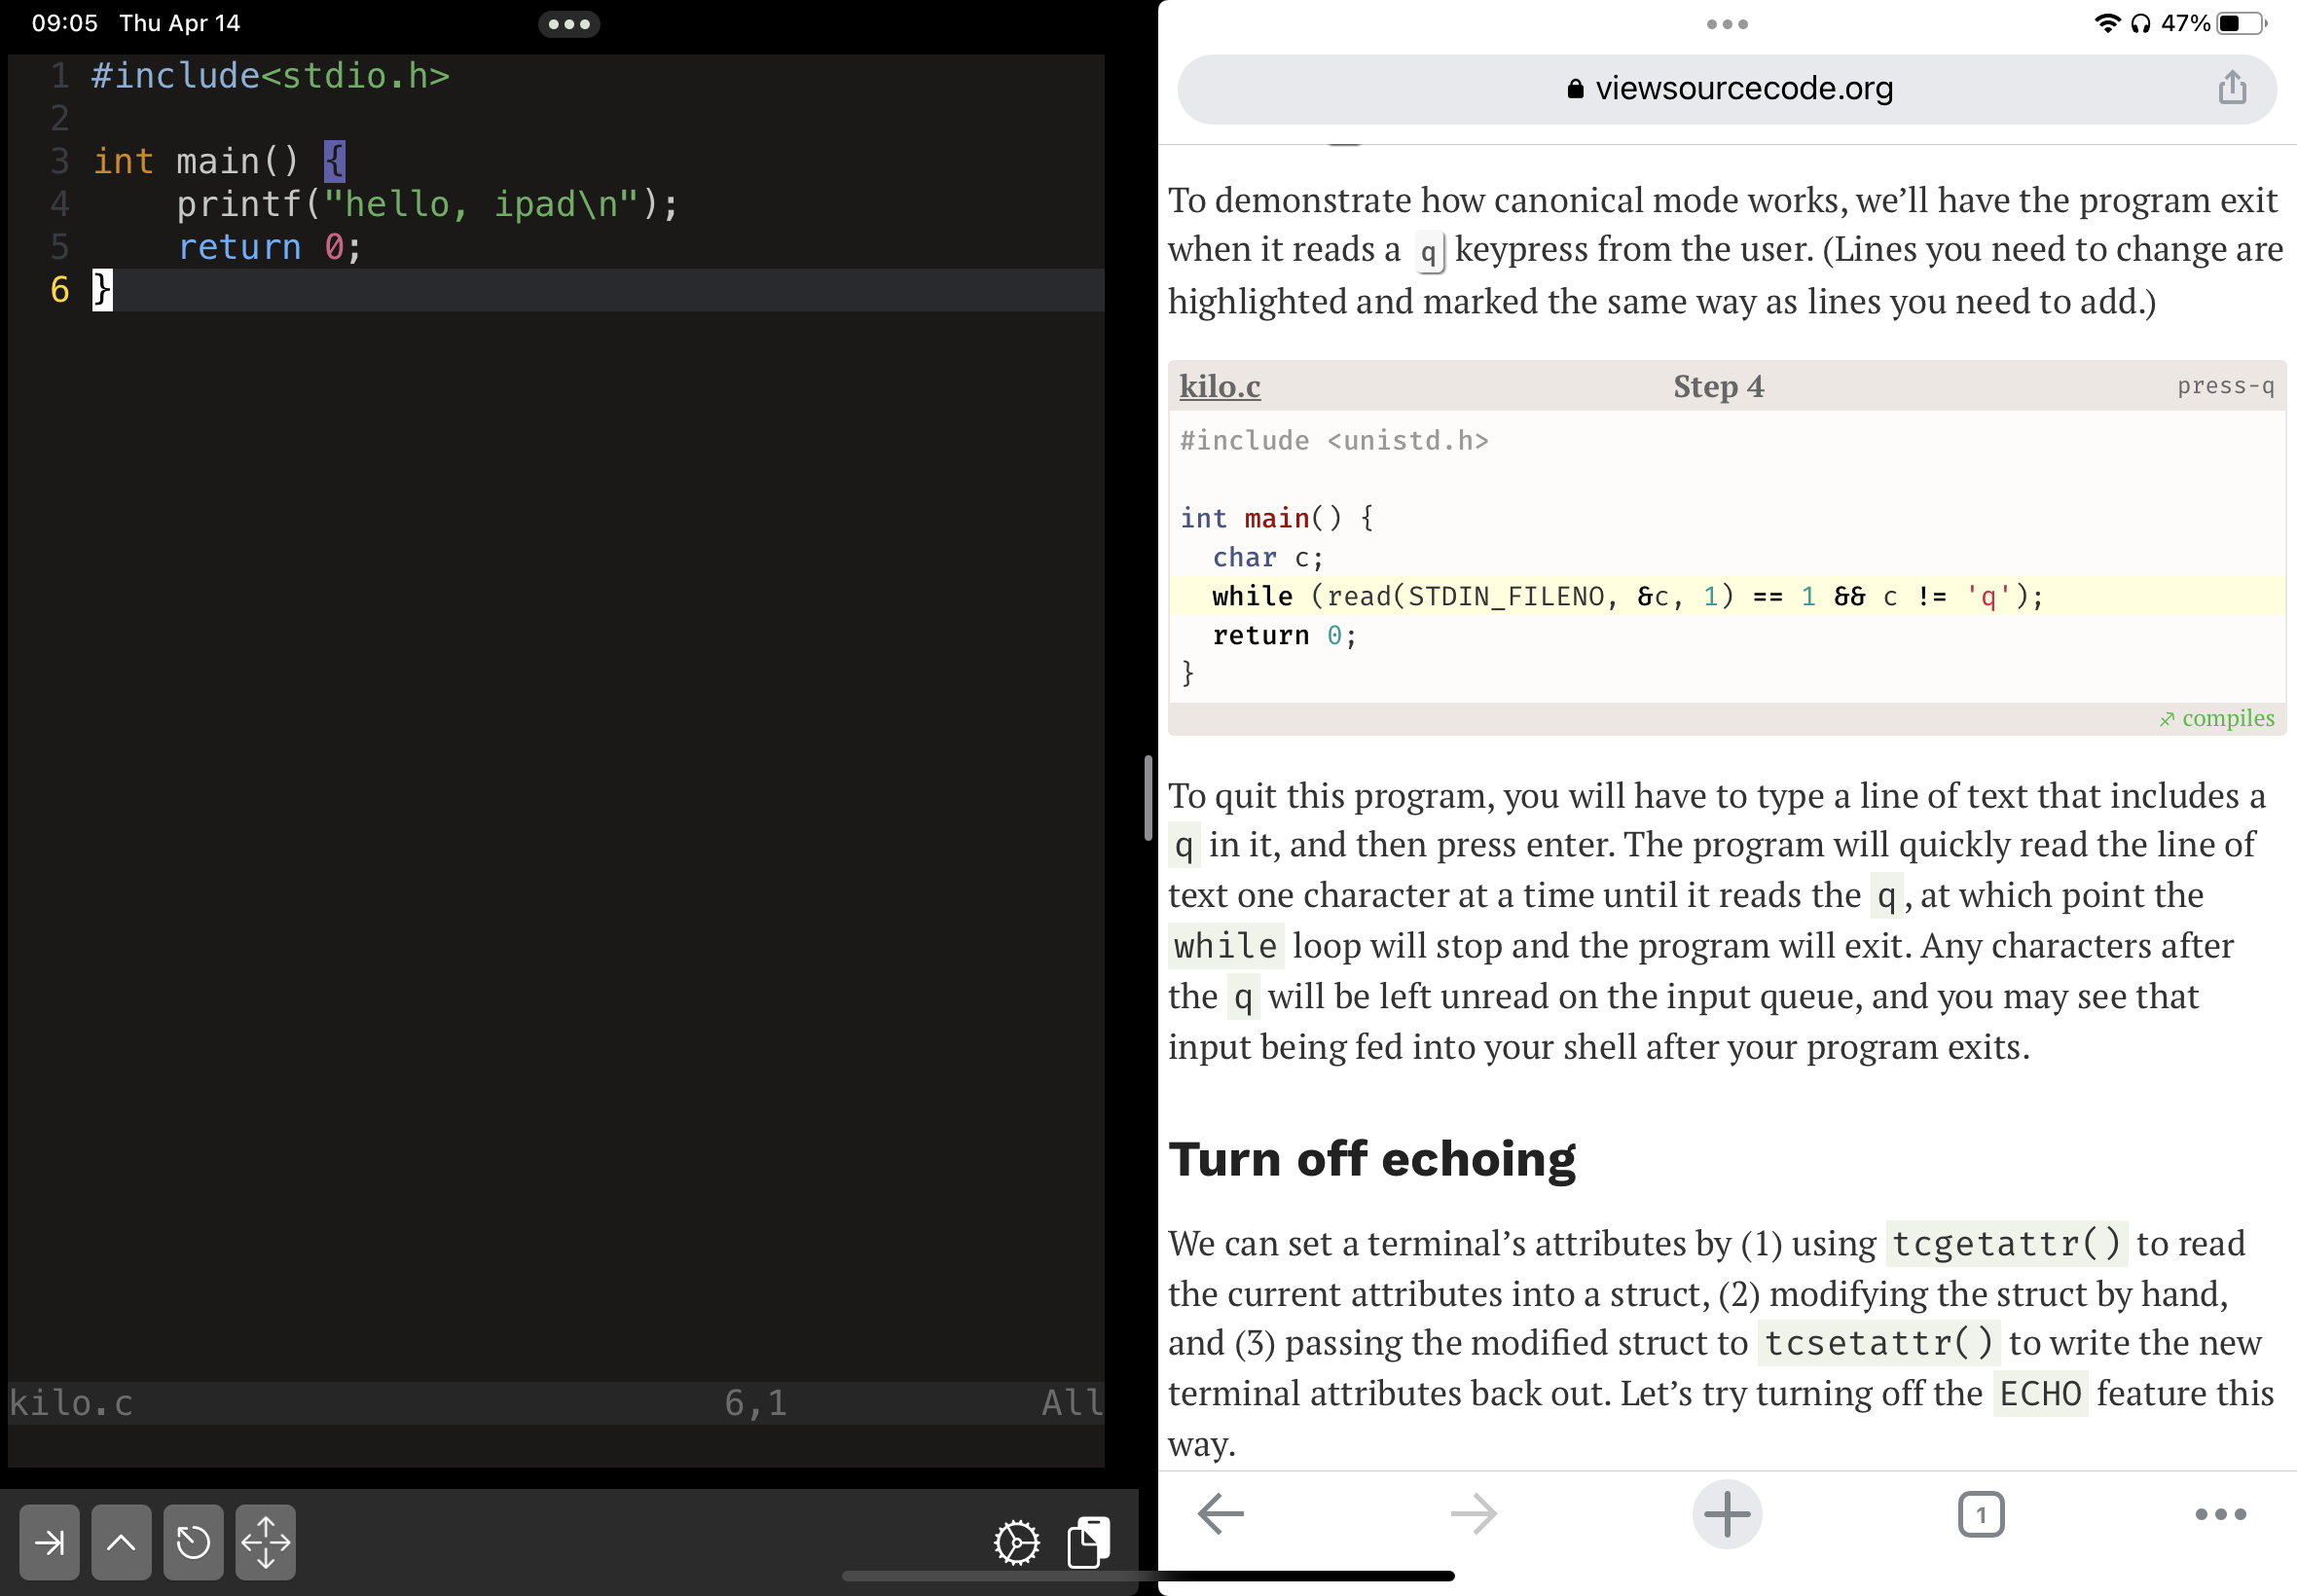 09:05 Thu Apr 14
1 #include<stdio.h>
2
3 int main() {
4     printf("hello, ipad\n");
5     return 0;
6 }
kilo.c 6,1 All
47%
viewsourcecode.org
To demonstrate how canonical mode works, we’ll have the program exit
when it reads a q keypress from the user. (Lines you need to change are
highlighted and marked the same way as lines you need to add.)
kilo.c Step 4 press-q
#include <unistd.h>
int main() {
  char c;
  while (read(STDIN_FILENO, &c, 1) == 1 && c != 'q');
  return 0;
}
compiles
To quit this program, you will have to type a line of text that includes a
q in it, and then press enter. The program will quickly read the line of
text one character at a time until it reads the q, at which point the
while loop will stop and the program will exit. Any characters after
the q will be left unread on the input queue, and you may see that
input being fed into your shell after your program exits.
Turn off echoing
We can set a terminal’s attributes by (1) using tcgetattr() to read
the current attributes into a struct, (2) modifying the struct by hand,
and (3) passing the modified struct to tcsetattr() to write the new
terminal attributes back out. Let’s try turning off the ECHO feature this
way.
1